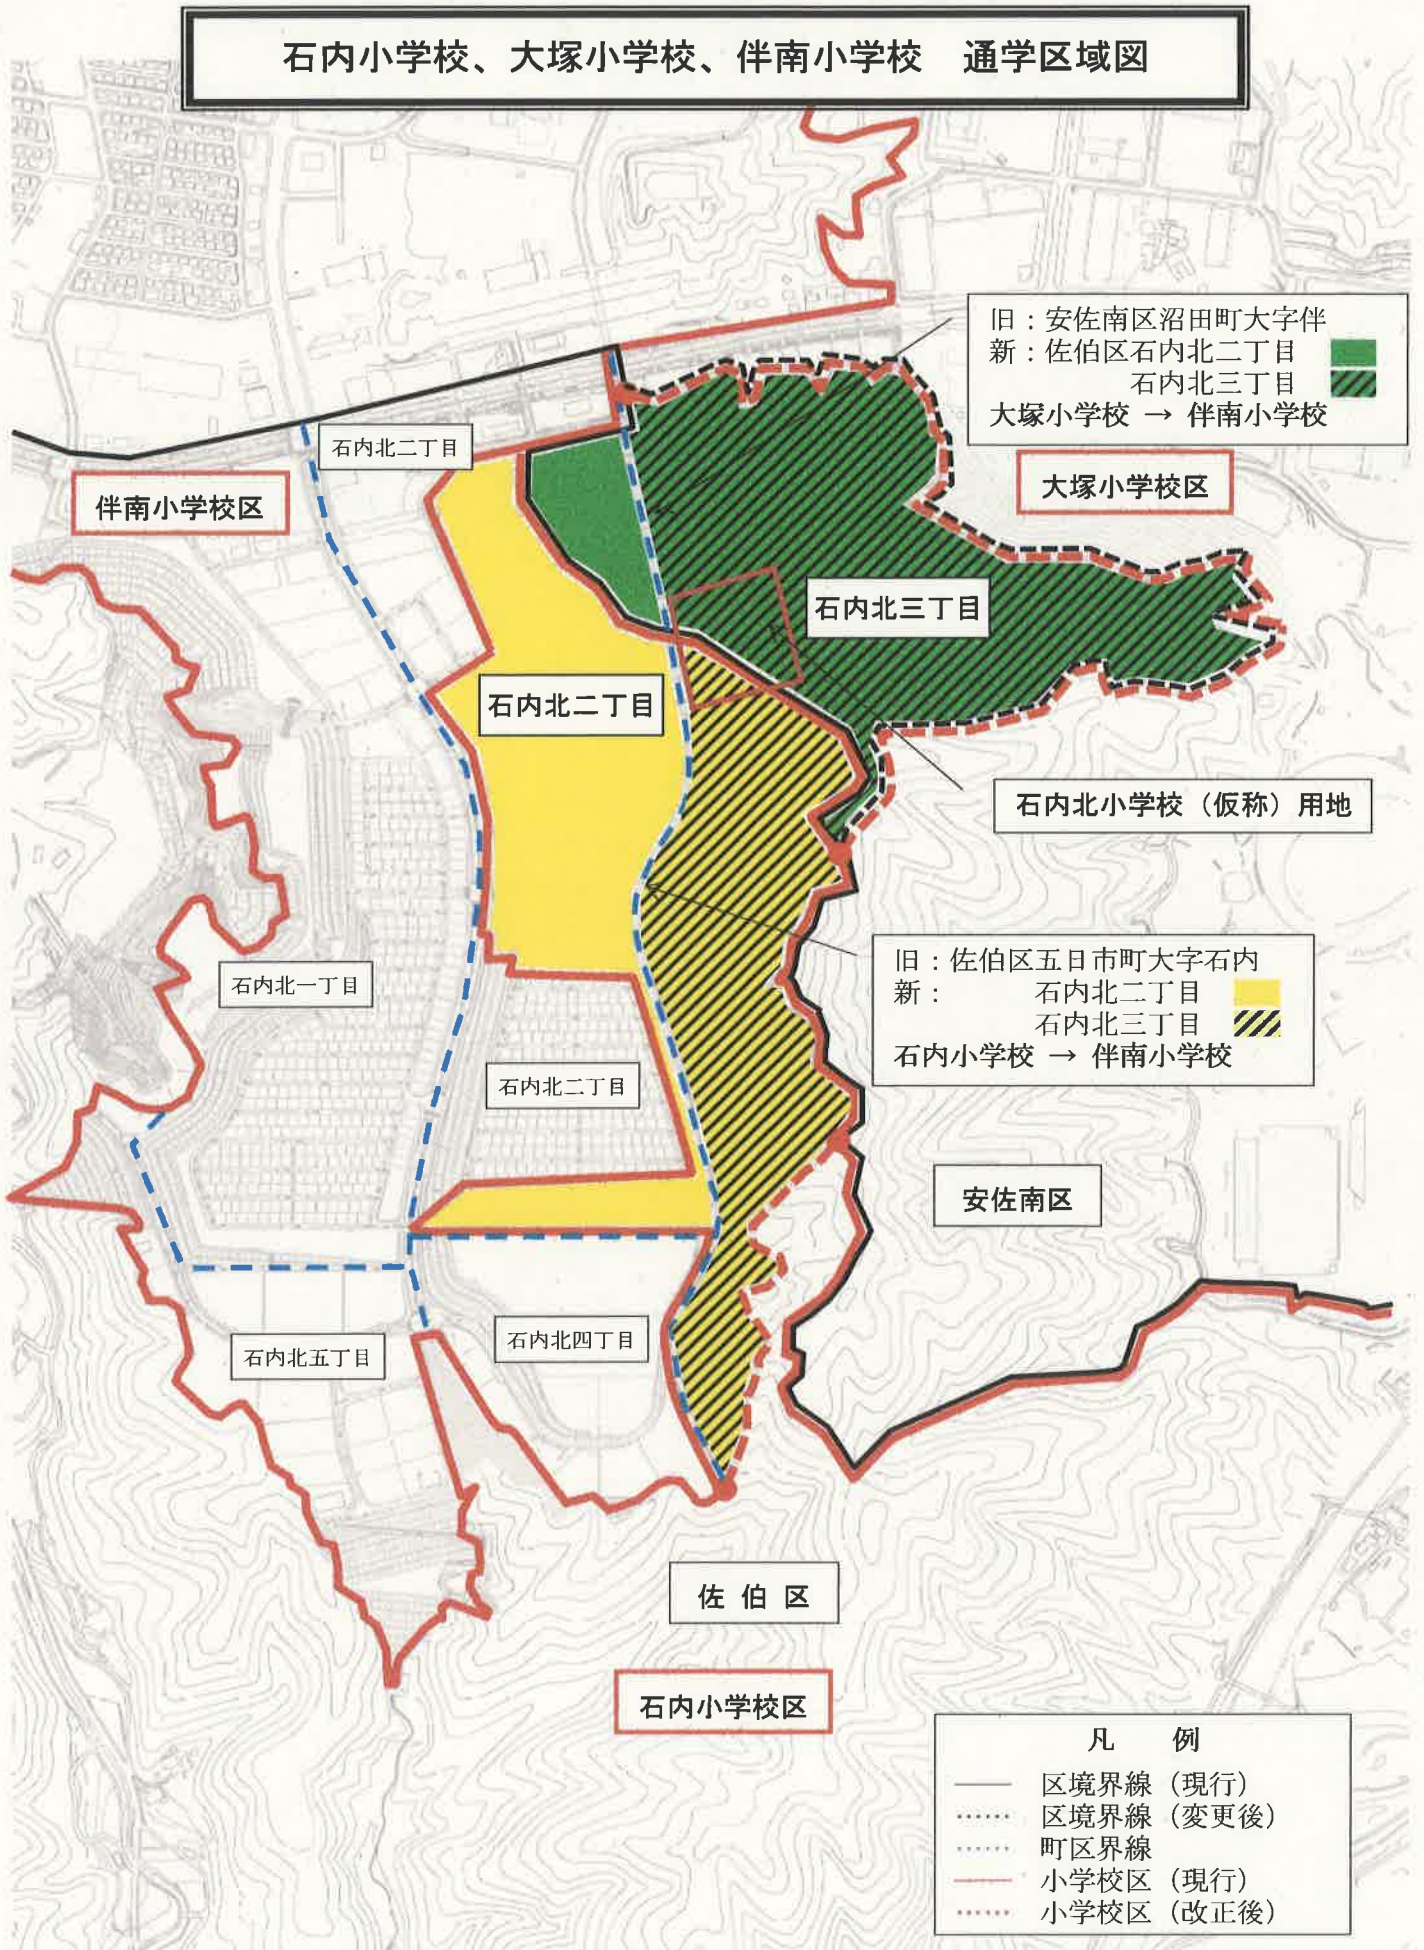 石内小学校、大塚小学校、伴南小学校　通学区域図
旧：安佐南区沼田町大字伴
新：佐伯区石内北二丁目
石内北三丁目
大塚小学校 → 伴南小学校
石内北二丁目
伴南小学校区
大塚小学校区
石内北三丁目
石内北二丁目
石内北小学校（仮称）用地
旧：佐伯区五日市町大字石内
新：　　　石内北二丁目
石内北三丁目
石内小学校 → 伴南小学校
石内北一丁目
石内北二丁目
安佐南区
石内北四丁目
石内北五丁目
佐 伯 区
石内小学校区
凡　例
区境界線（現行）
区境界線（変更後）
町区界線
小学校区（現行）
小学校区（改正後）